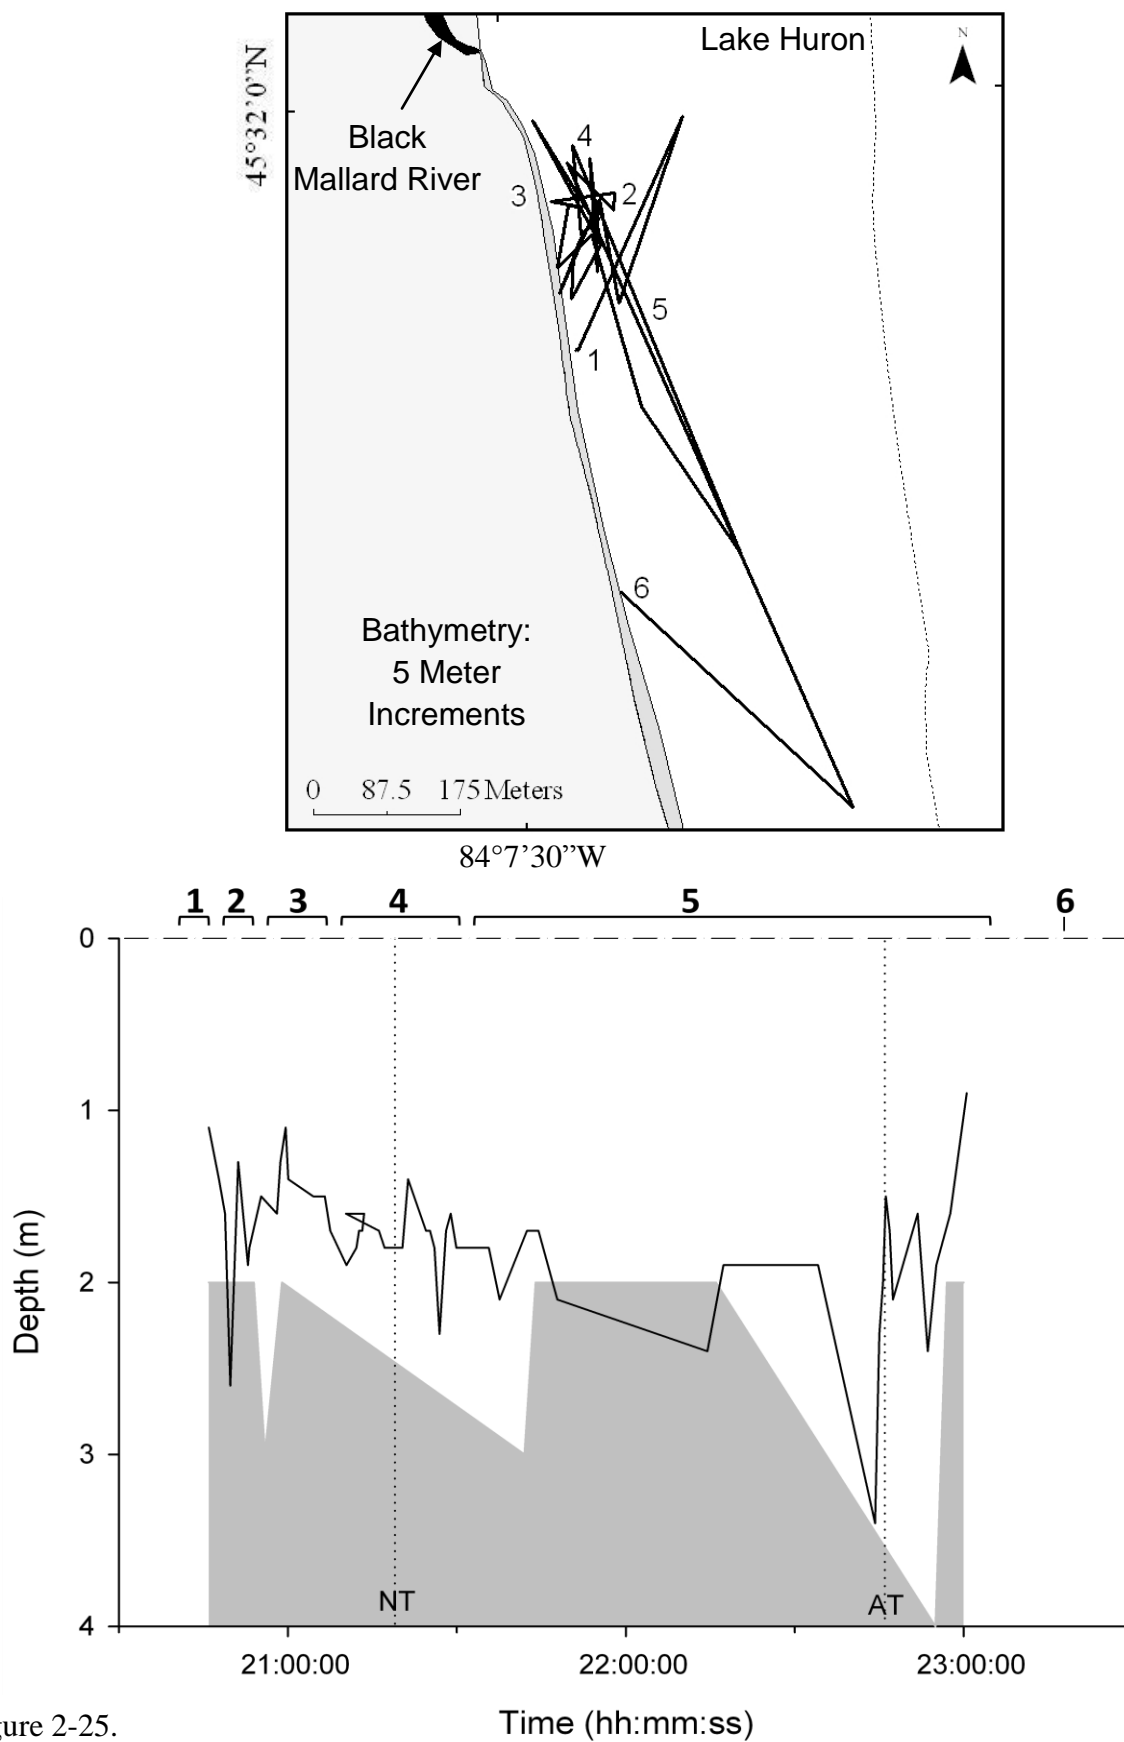 Lake Huron
N
45°32'0"N
Black
Mallard River
4
3
2
5
1
6
Bathymetry:
5 Meter
Increments
0 87.5 175 Meters
84°7'30"W
1 2 3 4 5 6
0
1
2
3
4
Depth (m)
NT
AT
21:00:00 22:00:00 23:00:00
Time (hh:mm:ss)
gure 2-25.